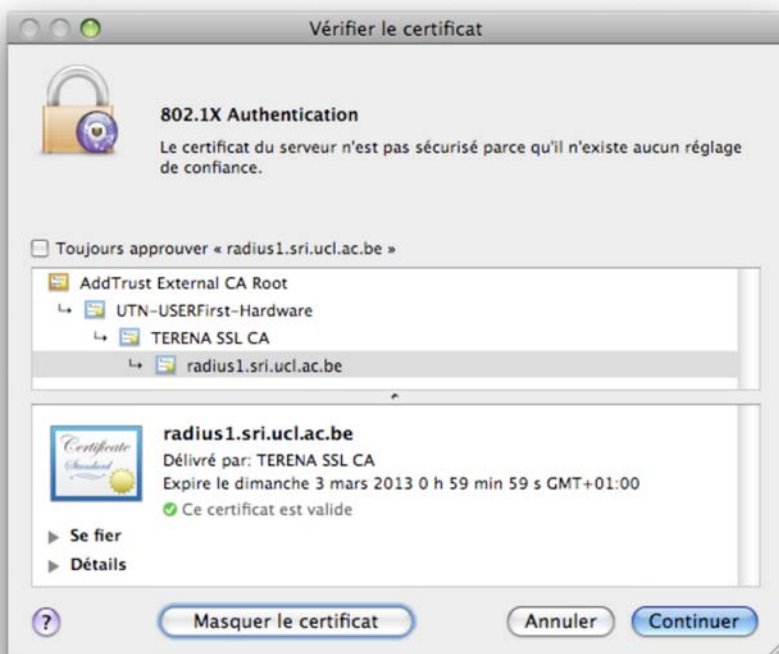 Vérifier le certificat
802.1X Authentication
Le certificat du serveur n'est pas sécurisé parce qu'il n'existe aucun réglage
de confiance.
Toujours approuver « radius1.sri.ucl.ac.be »
AddTrust External CA Root
UTN-USERFirst-Hardware
TERENA SSL CA
radius1.sri.ucl.ac.be
Certificate
Standard
radius1.sri.ucl.ac.be
Délivré par: TERENA SSL CA
Expire le dimanche 3 mars 2013 0 h 59 min 59 s GMT+01:00
Ce certificat est valide
Se fier
Détails
?
Masquer le certificat
Annuler
Continuer